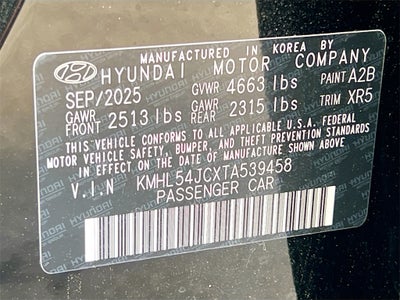 MANUFACTURED IN KOREA BY
HYUNDAI MOTOR COMPANY
SEP/2025 GVWR 4663 lbs PAINT A2B
GAWR FRONT 2513 lbs GAWR REAR 2315 lbs TRIM XR5
THIS VEHICLE CONFORMS TO ALL APPLICABLE U.S.A. FEDERAL
MOTOR VEHICLE SAFETY, BUMPER, AND THEFT PREVENTION STANDARDS
IN EFFECT ON THE DATE OF MANUFACTURE SHOWN ABOVE.
V.I.N KMHL54JCXTA539458
PASSENGER CAR